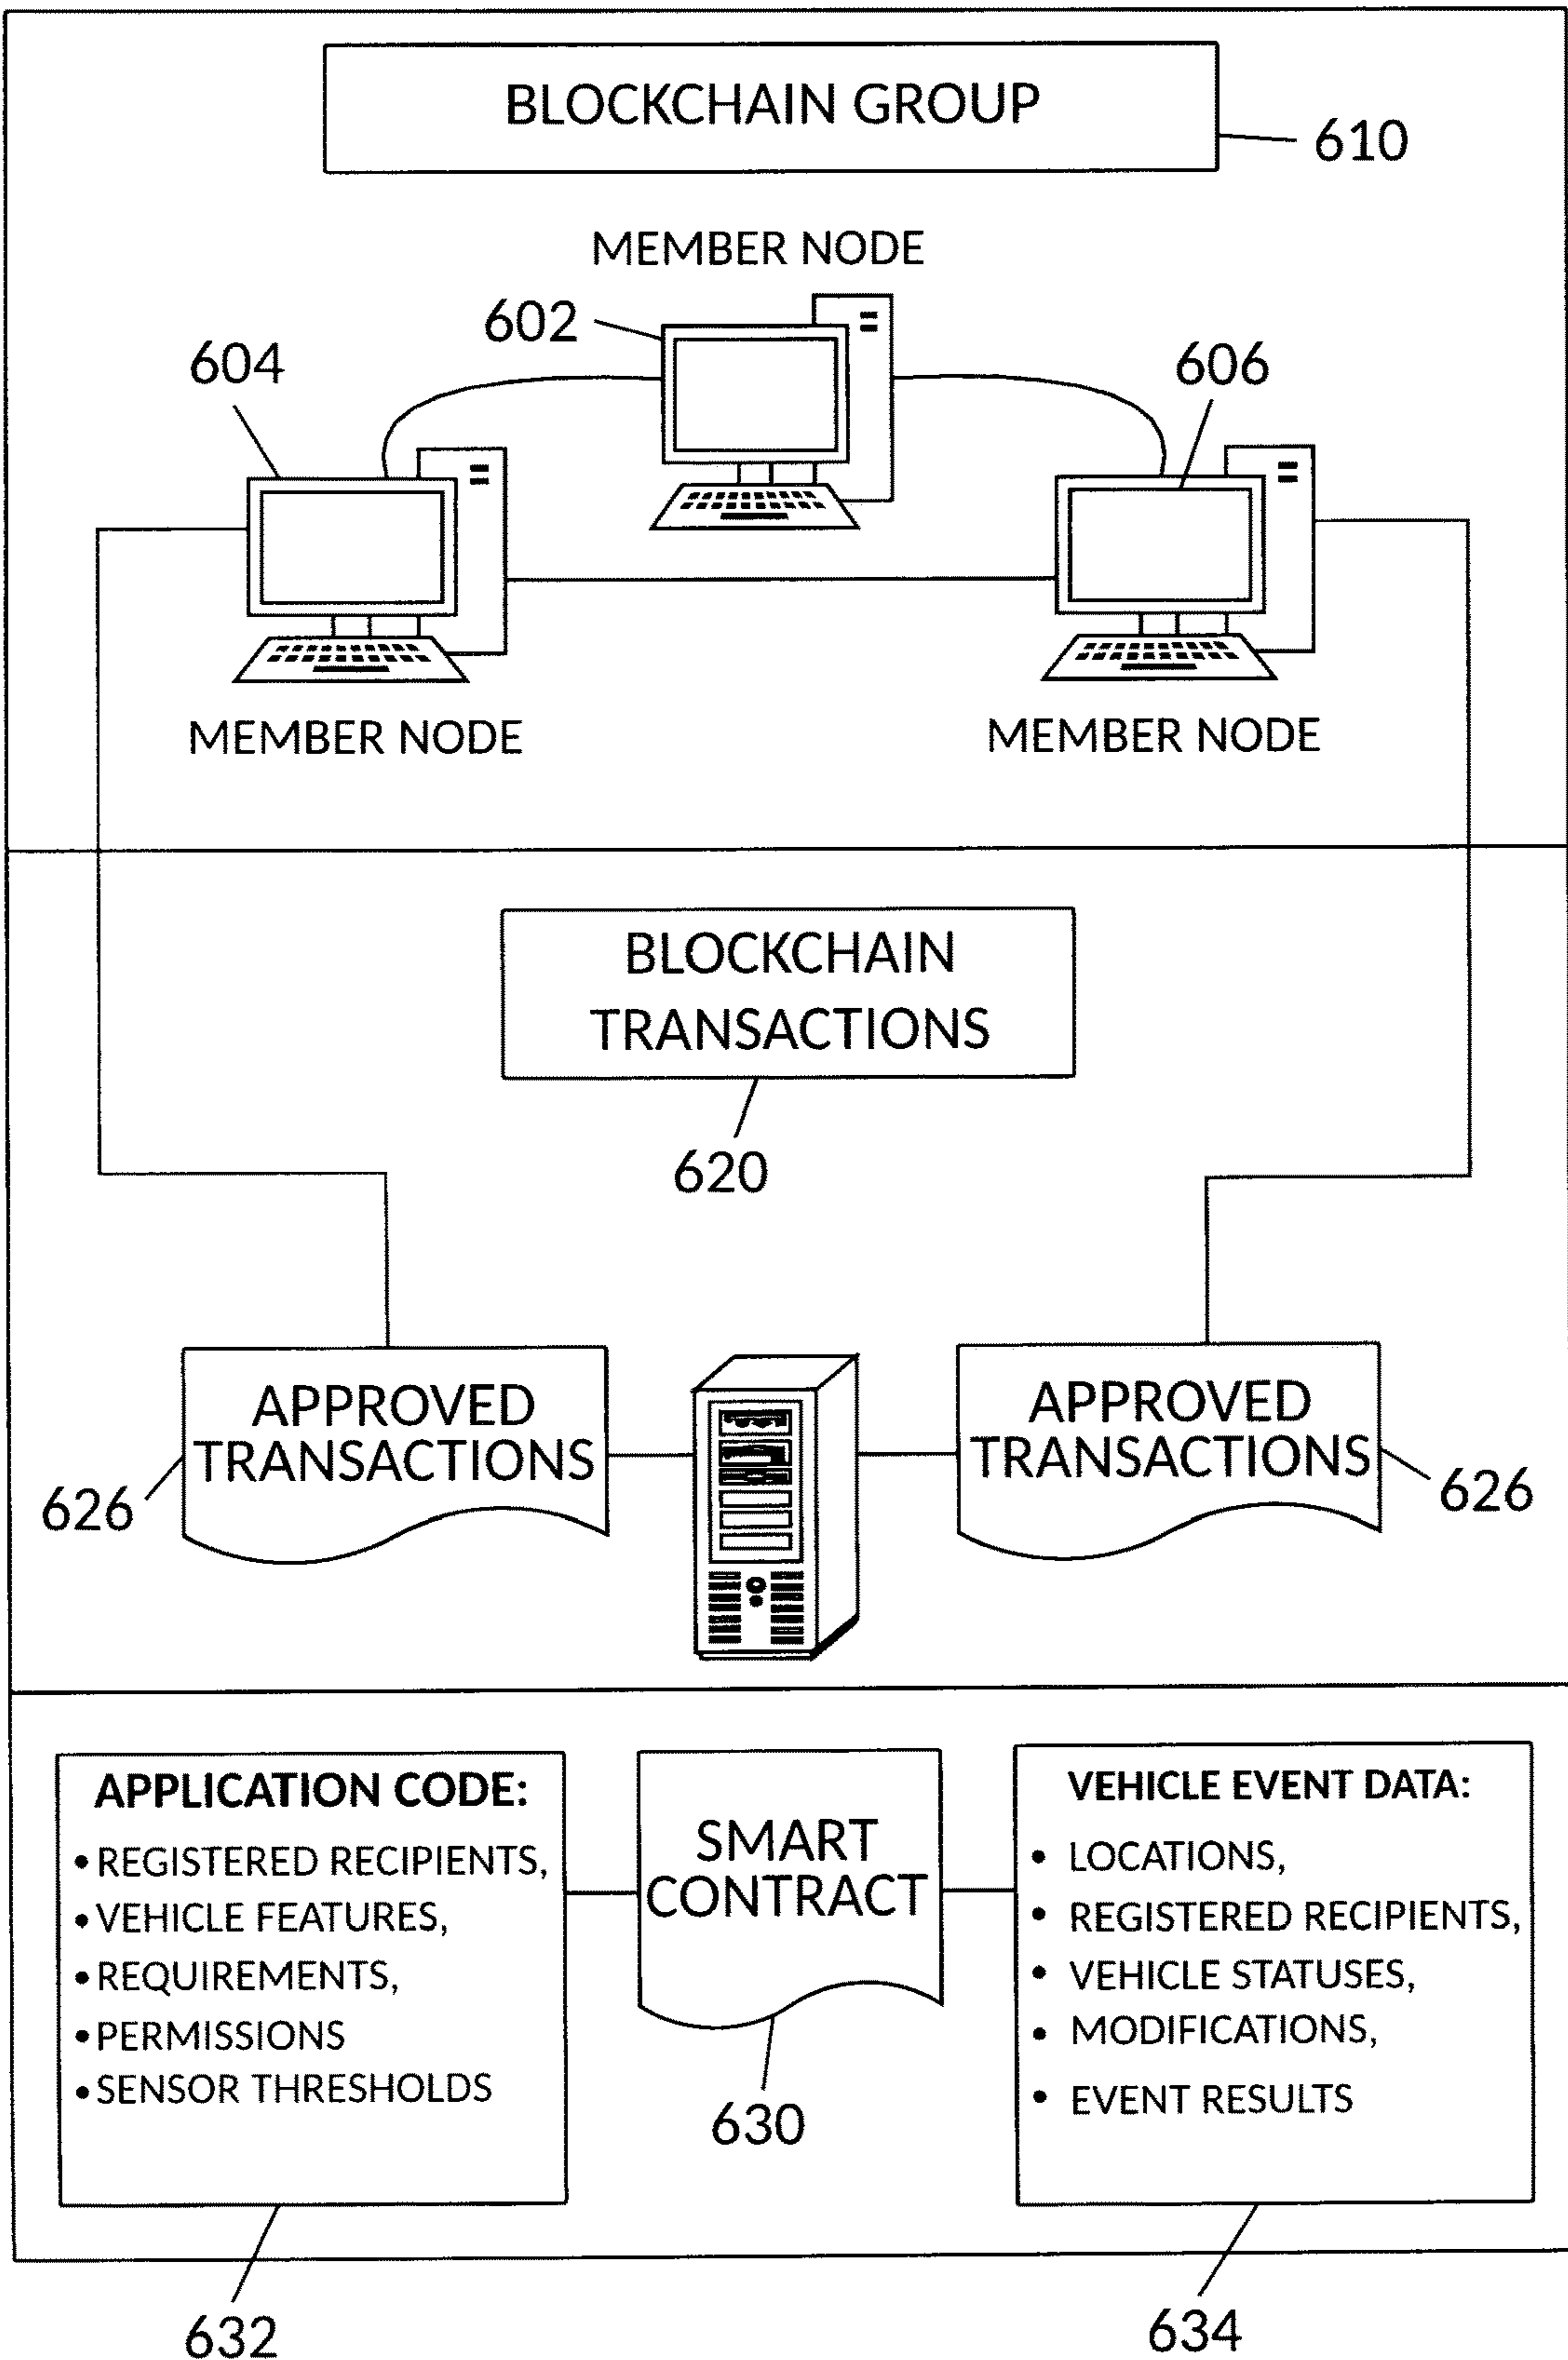 BLOCKCHAIN GROUP
610
MEMBER NODE
602
604
606
MEMBER NODE
MEMBER NODE
BLOCKCHAIN
TRANSACTIONS
620
APPROVED
TRANSACTIONS
626
APPROVED
TRANSACTIONS
626
APPLICATION CODE:
• REGISTERED RECIPIENTS,
• VEHICLE FEATURES,
• REQUIREMENTS,
• PERMISSIONS
• SENSOR THRESHOLDS
632
SMART
CONTRACT
630
VEHICLE EVENT DATA:
• LOCATIONS,
• REGISTERED RECIPIENTS,
• VEHICLE STATUSES,
• MODIFICATIONS,
• EVENT RESULTS
634